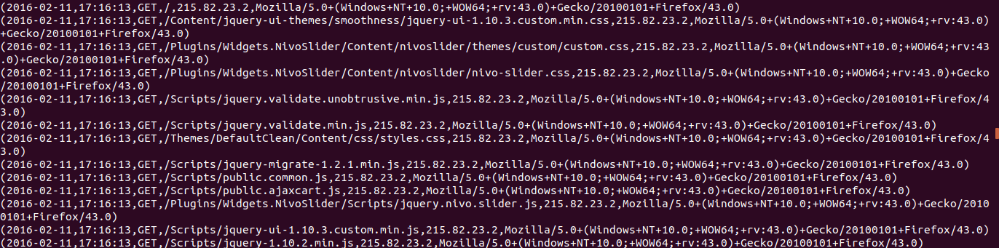 (2016-02-11,17:16:13,GET,/,215.82.23.2,Mozilla/5.0+(Windows+NT+10.0;+WOW64;+rv:43.0)+Gecko/20100101+Firefox/43.0)
(2016-02-11,17:16:13,GET,/Content/jquery-ui-themes/smoothness/jquery-ui-1.10.3.custom.min.css,215.82.23.2,Mozilla/5.0+(Windows+NT+10.0;+WOW64;+rv:43.0)
+Gecko/20100101+Firefox/43.0)
(2016-02-11,17:16:13,GET,/Plugins/Widgets.NivoSlider/Content/nivoslider/themes/custom/custom.css,215.82.23.2,Mozilla/5.0+(Windows+NT+10.0;+WOW64;+rv:43
.0)+Gecko/20100101+Firefox/43.0)
(2016-02-11,17:16:13,GET,/Plugins/Widgets.NivoSlider/Content/nivoslider/nivo-slider.css,215.82.23.2,Mozilla/5.0+(Windows+NT+10.0;+WOW64;+rv:43.0)+Gecko
/20100101+Firefox/43.0)
(2016-02-11,17:16:13,GET,/Scripts/jquery.validate.unobtrusive.min.js,215.82.23.2,Mozilla/5.0+(Windows+NT+10.0;+WOW64;+rv:43.0)+Gecko/20100101+Firefox/4
3.0)
(2016-02-11,17:16:13,GET,/Scripts/jquery.validate.min.js,215.82.23.2,Mozilla/5.0+(Windows+NT+10.0;+WOW64;+rv:43.0)+Gecko/20100101+Firefox/43.0)
(2016-02-11,17:16:13,GET,/Themes/DefaultClean/Content/css/styles.css,215.82.23.2,Mozilla/5.0+(Windows+NT+10.0;+WOW64;+rv:43.0)+Gecko/20100101+Firefox/4
3.0)
(2016-02-11,17:16:13,GET,/Scripts/jquery-migrate-1.2.1.min.js,215.82.23.2,Mozilla/5.0+(Windows+NT+10.0;+WOW64;+rv:43.0)+Gecko/20100101+Firefox/43.0)
(2016-02-11,17:16:13,GET,/Scripts/public.common.js,215.82.23.2,Mozilla/5.0+(Windows+NT+10.0;+WOW64;+rv:43.0)+Gecko/20100101+Firefox/43.0)
(2016-02-11,17:16:13,GET,/Scripts/public.ajaxcart.js,215.82.23.2,Mozilla/5.0+(Windows+NT+10.0;+WOW64;+rv:43.0)+Gecko/20100101+Firefox/43.0)
(2016-02-11,17:16:13,GET,/Plugins/Widgets.NivoSlider/Scripts/jquery.nivo.slider.js,215.82.23.2,Mozilla/5.0+(Windows+NT+10.0;+WOW64;+rv:43.0)+Gecko/2010
0101+Firefox/43.0)
(2016-02-11,17:16:13,GET,/Scripts/jquery-ui-1.10.3.custom.min.js,215.82.23.2,Mozilla/5.0+(Windows+NT+10.0;+WOW64;+rv:43.0)+Gecko/20100101+Firefox/43.0)
(2016-02-11,17:16:13,GET,/Scripts/jquery-1.10.2.min.js,215.82.23.2,Mozilla/5.0+(Windows+NT+10.0;+WOW64;+rv:43.0)+Gecko/20100101+Firefox/43.0)